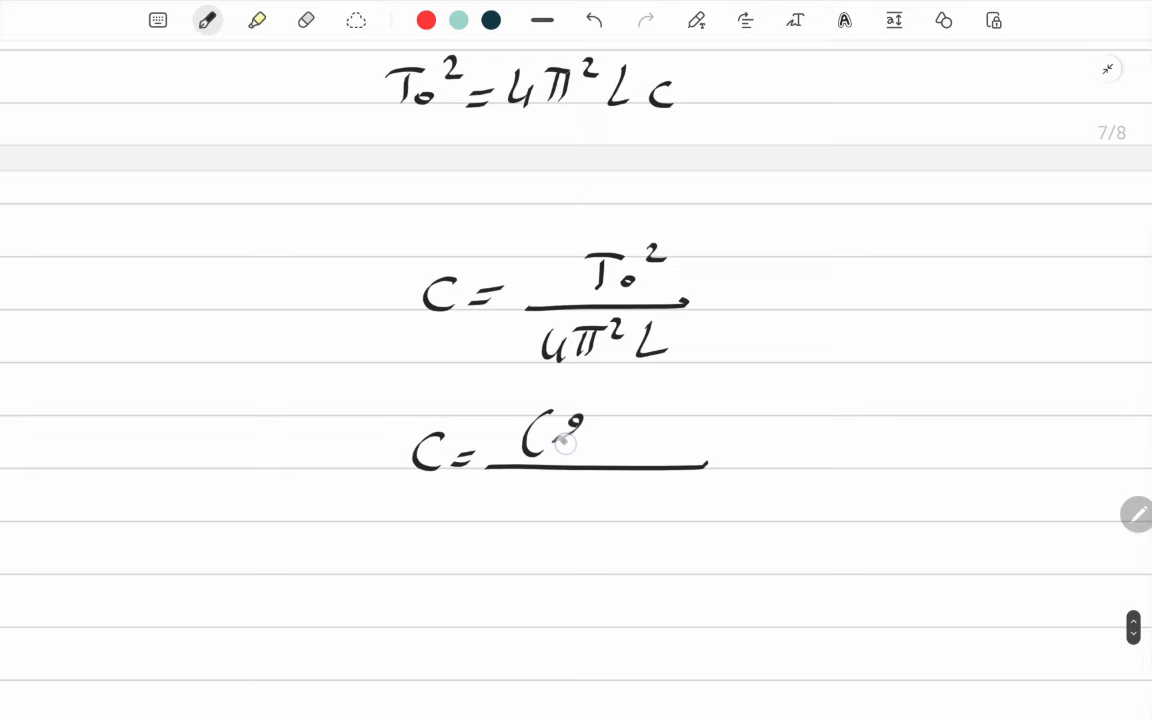 T₀² = 4π² L C
7/8
C = T₀² / 4π² L
C = (